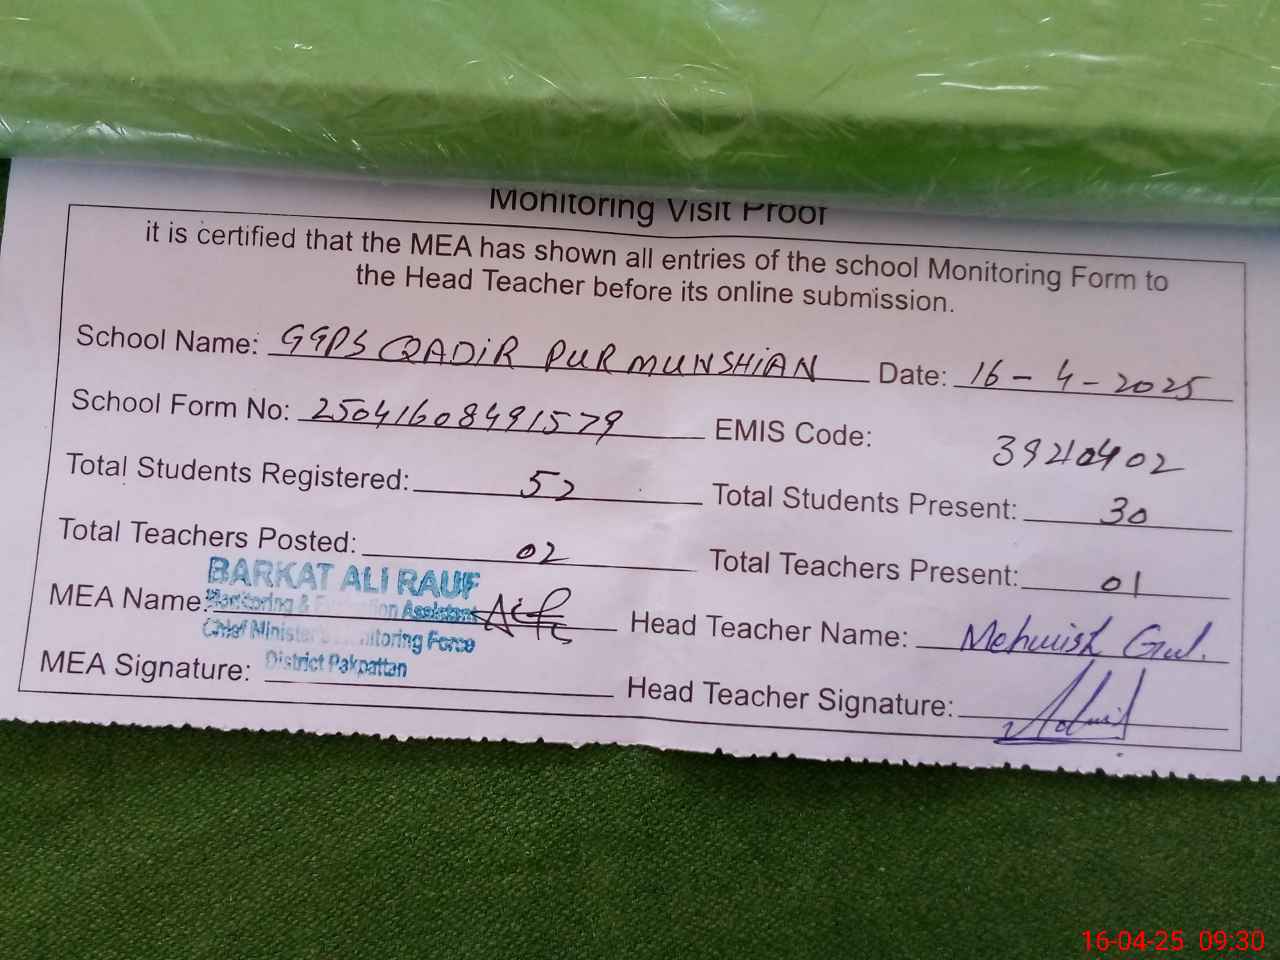 Monitoring Visit Proof
it is certified that the MEA has shown all entries of the school Monitoring Form to
the Head Teacher before its online submission.
School Name: GGPS QADIR PUR MUNSHIAN Date: 16-4-2025
School Form No: 25041608491579 EMIS Code: 39210402
Total Students Registered: 52 Total Students Present: 30
Total Teachers Posted: 02 Total Teachers Present: 01
BARKAT ALI RAUF
MEA Name: Head Teacher Name: Mehwish Gul.
Monitoring & Evaluation Assistant
Chief Minister's Monitoring Force
District Pakpattan
MEA Signature: Head Teacher Signature:
16-04-25 09:30